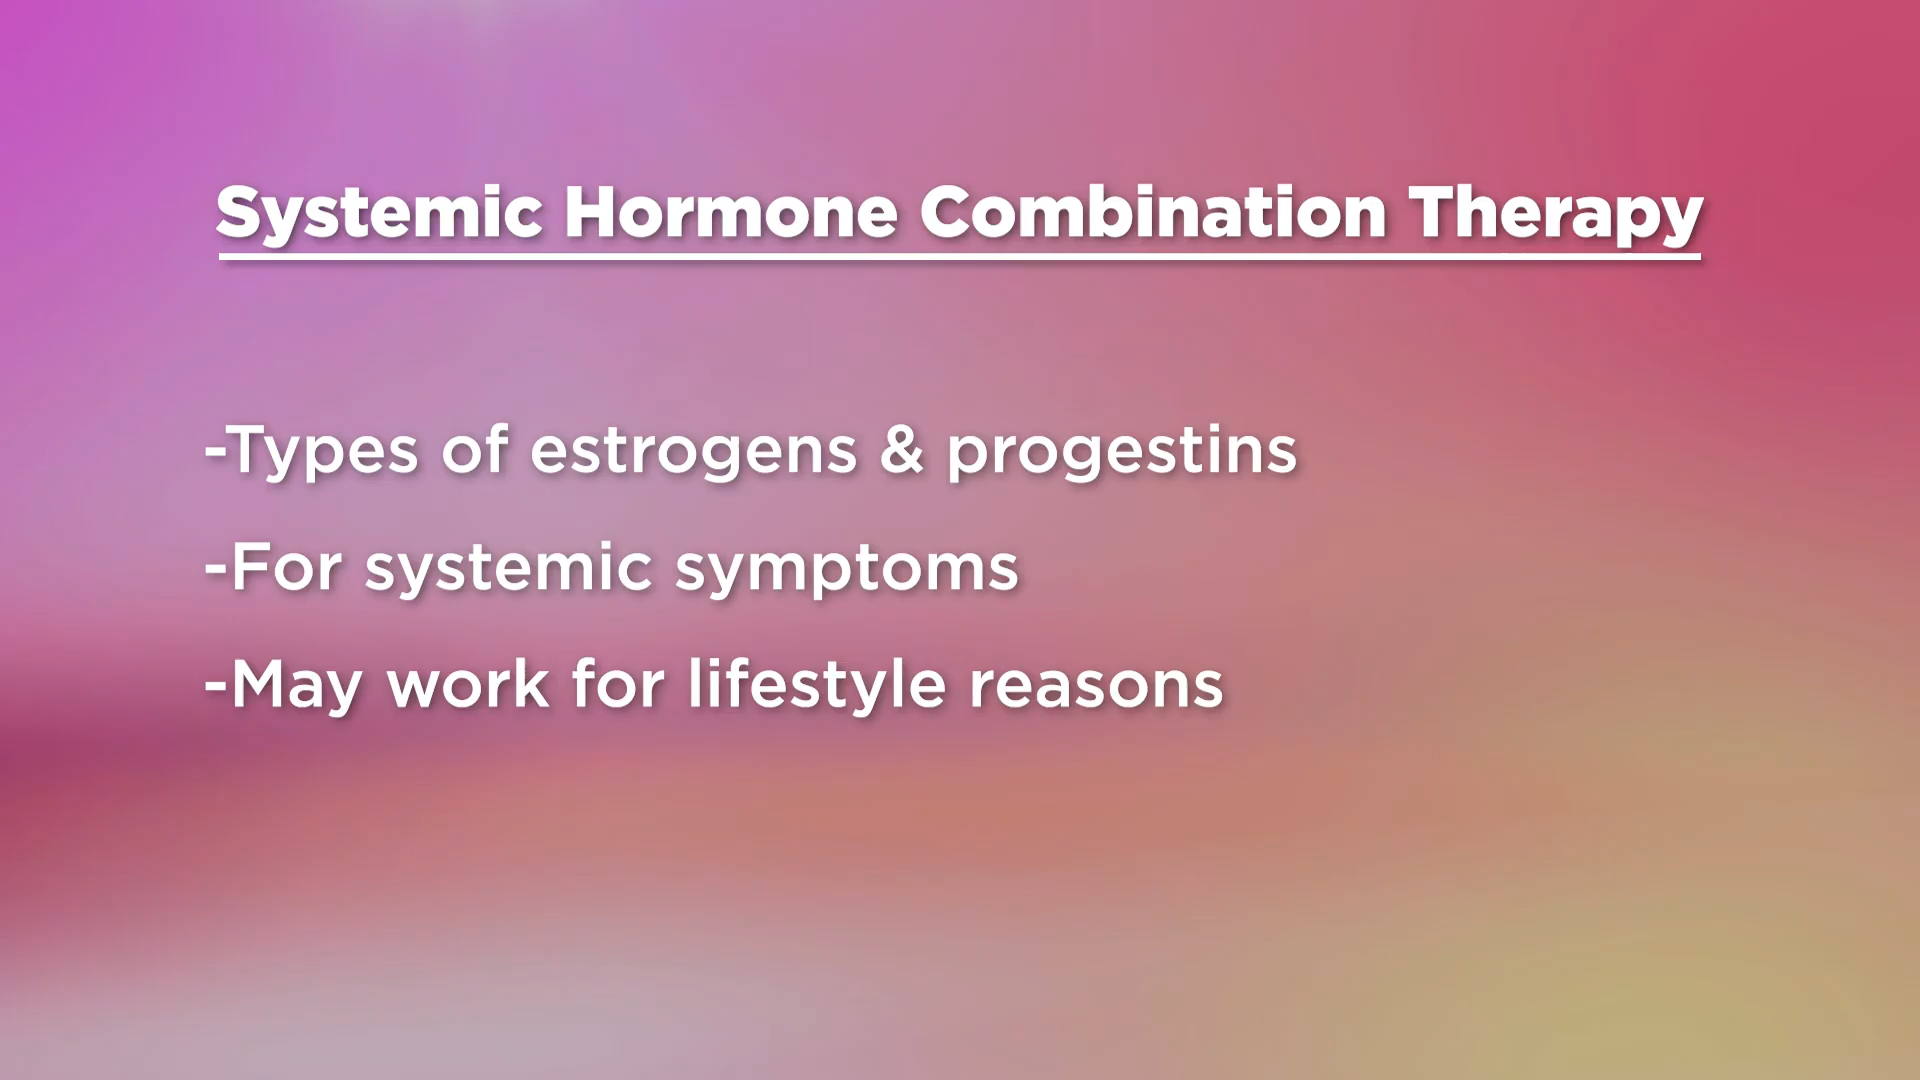 Systemic Hormone Combination Therapy
-Types of estrogens & progestins
-For systemic symptoms
-May work for lifestyle reasons